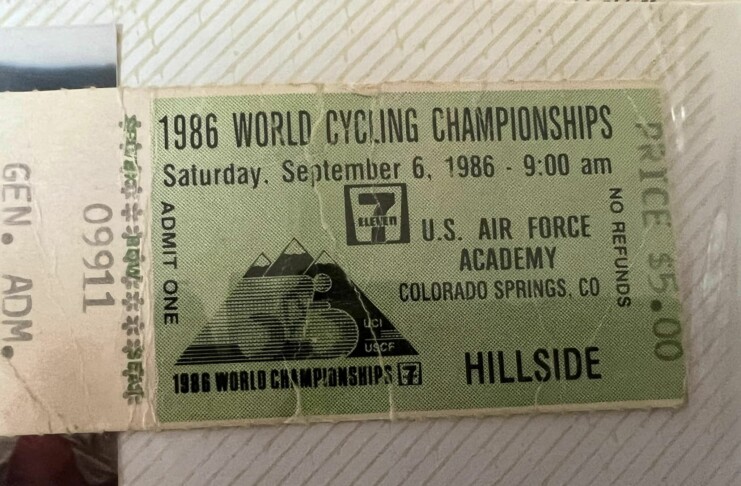 GEN. ADM.
09911
ROW
ADMIT ONE
1986 WORLD CYCLING CHAMPIONSHIPS
Saturday, September 6, 1986 - 9:00 am
7
ELEVEN
U.S. AIR FORCE
ACADEMY
COLORADO SPRINGS, CO
UCI
USCF
1986 WORLD CHAMPIONSHIPS 7
HILLSIDE
NO REFUNDS
PRICE $5.00